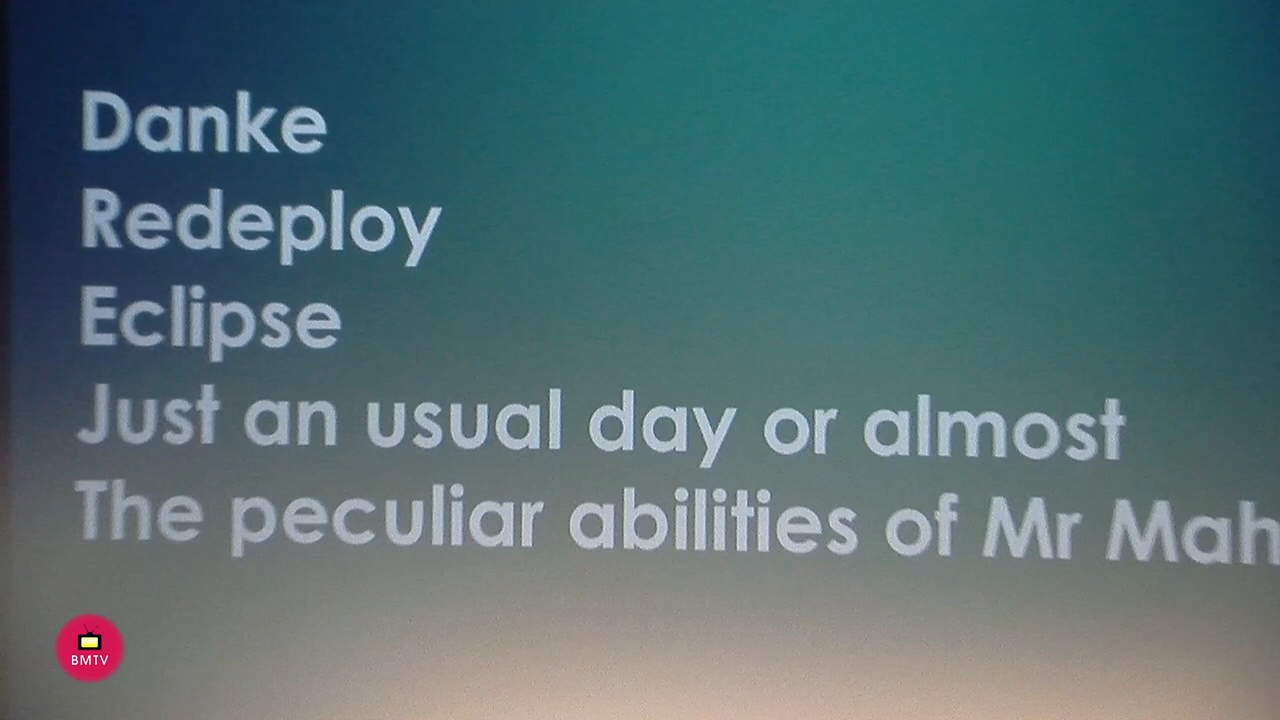 Danke
Redeploy
Eclipse
Just an usual day or almost
The peculiar abilities of Mr
BMTV